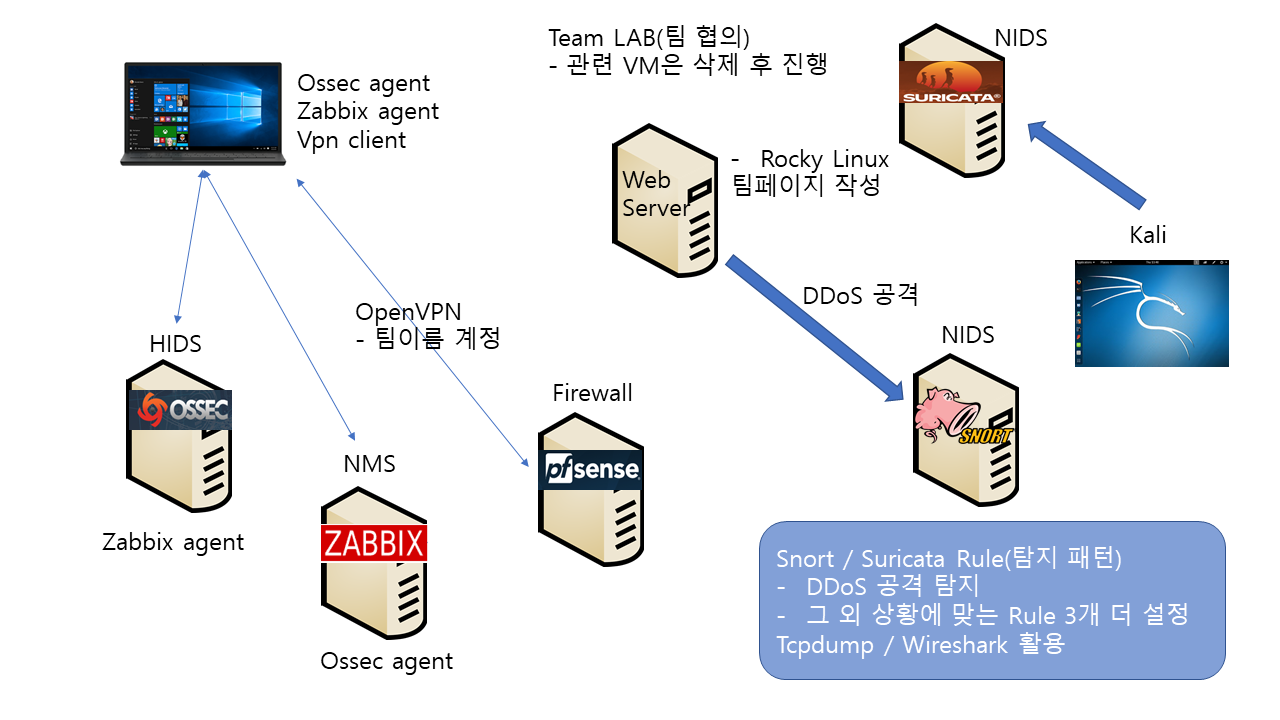 Team LAB(팀 협의)
- 관련 VM은 삭제 후 진행
NIDS
SURICATA
Ossec agent
Zabbix agent
Vpn client
Web
Server
- Rocky Linux
팀페이지 작성
Kali
DDoS 공격
OpenVPN
- 팀이름 계정
HIDS
OSSEC
NIDS
SNORT
Firewall
pfsense
NMS
ZABBIX
Zabbix agent
Ossec agent
Snort / Suricata Rule(탐지 패턴)
- DDoS 공격 탐지
- 그 외 상황에 맞는 Rule 3개 더 설정
Tcpdump / Wireshark 활용